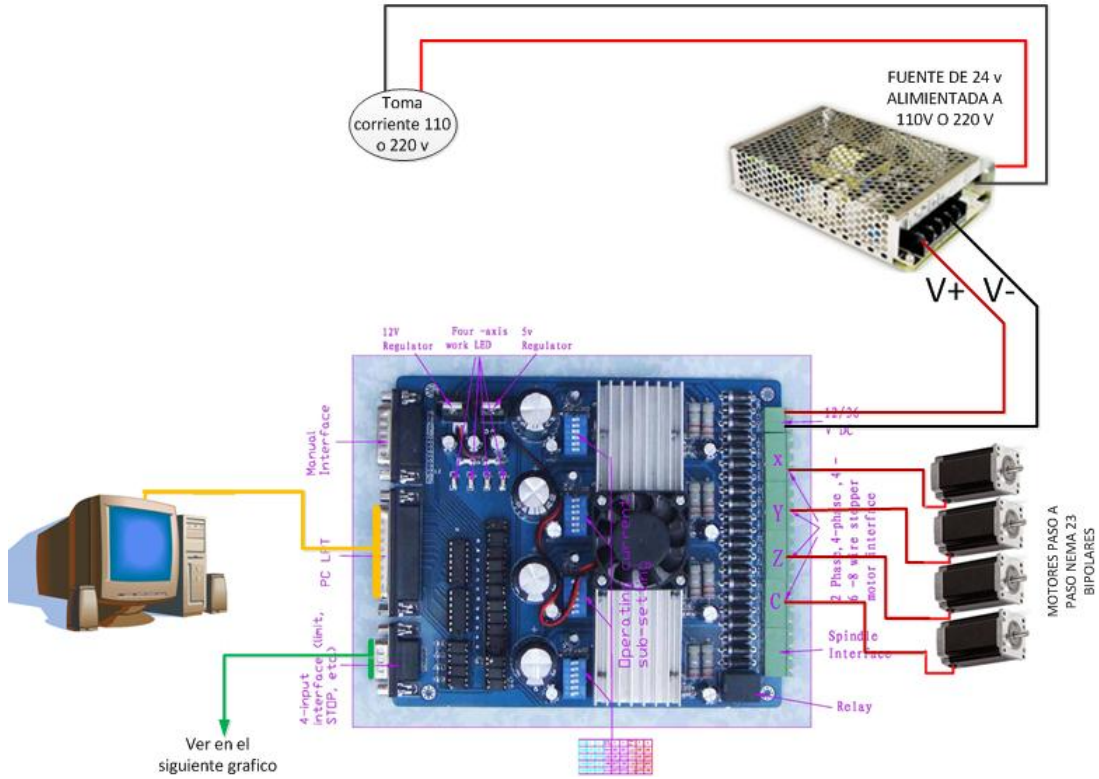 Toma
corriente 110
o 220 v
FUENTE DE 24 v
ALIMENTADA A
110V O 220 V
V+
V-
12V
Regulator
Four -axis
work LED
5v
Regulator
Manual
Interface
PC LPT
4-input
interface (limit,
STOP, etc.)
Operating current
sub-setting
12/36
V DC
X
Y
Z
C
2 Phase,4-phase ,4 -
6 -8 wire stepper
motor interface
Spindle
Interface
Relay
MOTORES PASO A
PASO NEMA 23
BIPOLARES
Ver en el
siguiente grafico